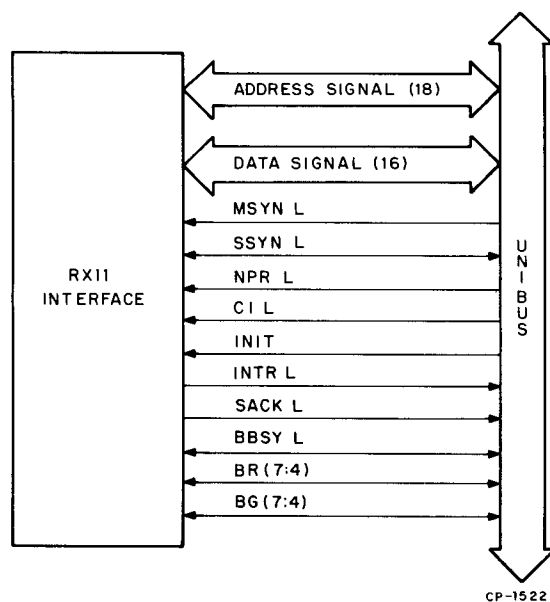 ADDRESS SIGNAL (18)
DATA SIGNAL (16)
MSYN L
SSYN L
NPR L
CI L
INIT
INTR L
SACK L
BBSY L
BR (7:4)
BG (7:4)
RX11
INTERFACE
UNIBUS
CP-1522